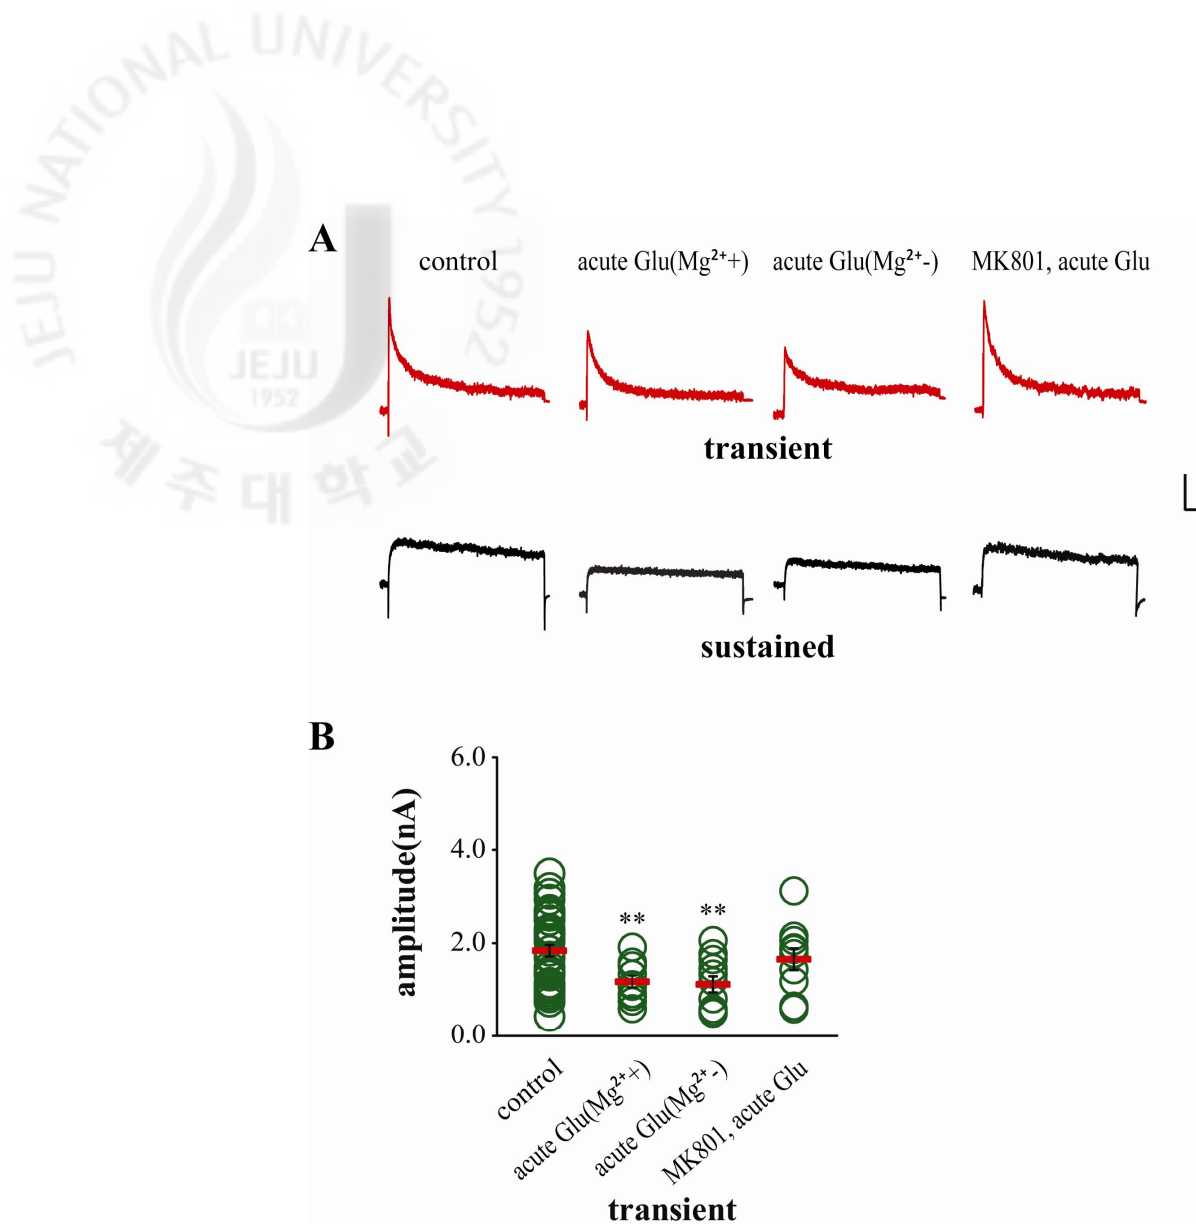 JEJU NATIONAL UNIVERSITY 1952
JEJU
1952
제주대학교
A
control acute Glu(Mg²⁺+) acute Glu(Mg²⁺-) MK801, acute Glu
transient
sustained
B
amplitude(nA)
6.0
4.0
2.0
0.0
** **
control
acute Glu(Mg²⁺+)
acute Glu(Mg²⁺-)
MK801, acute Glu
transient